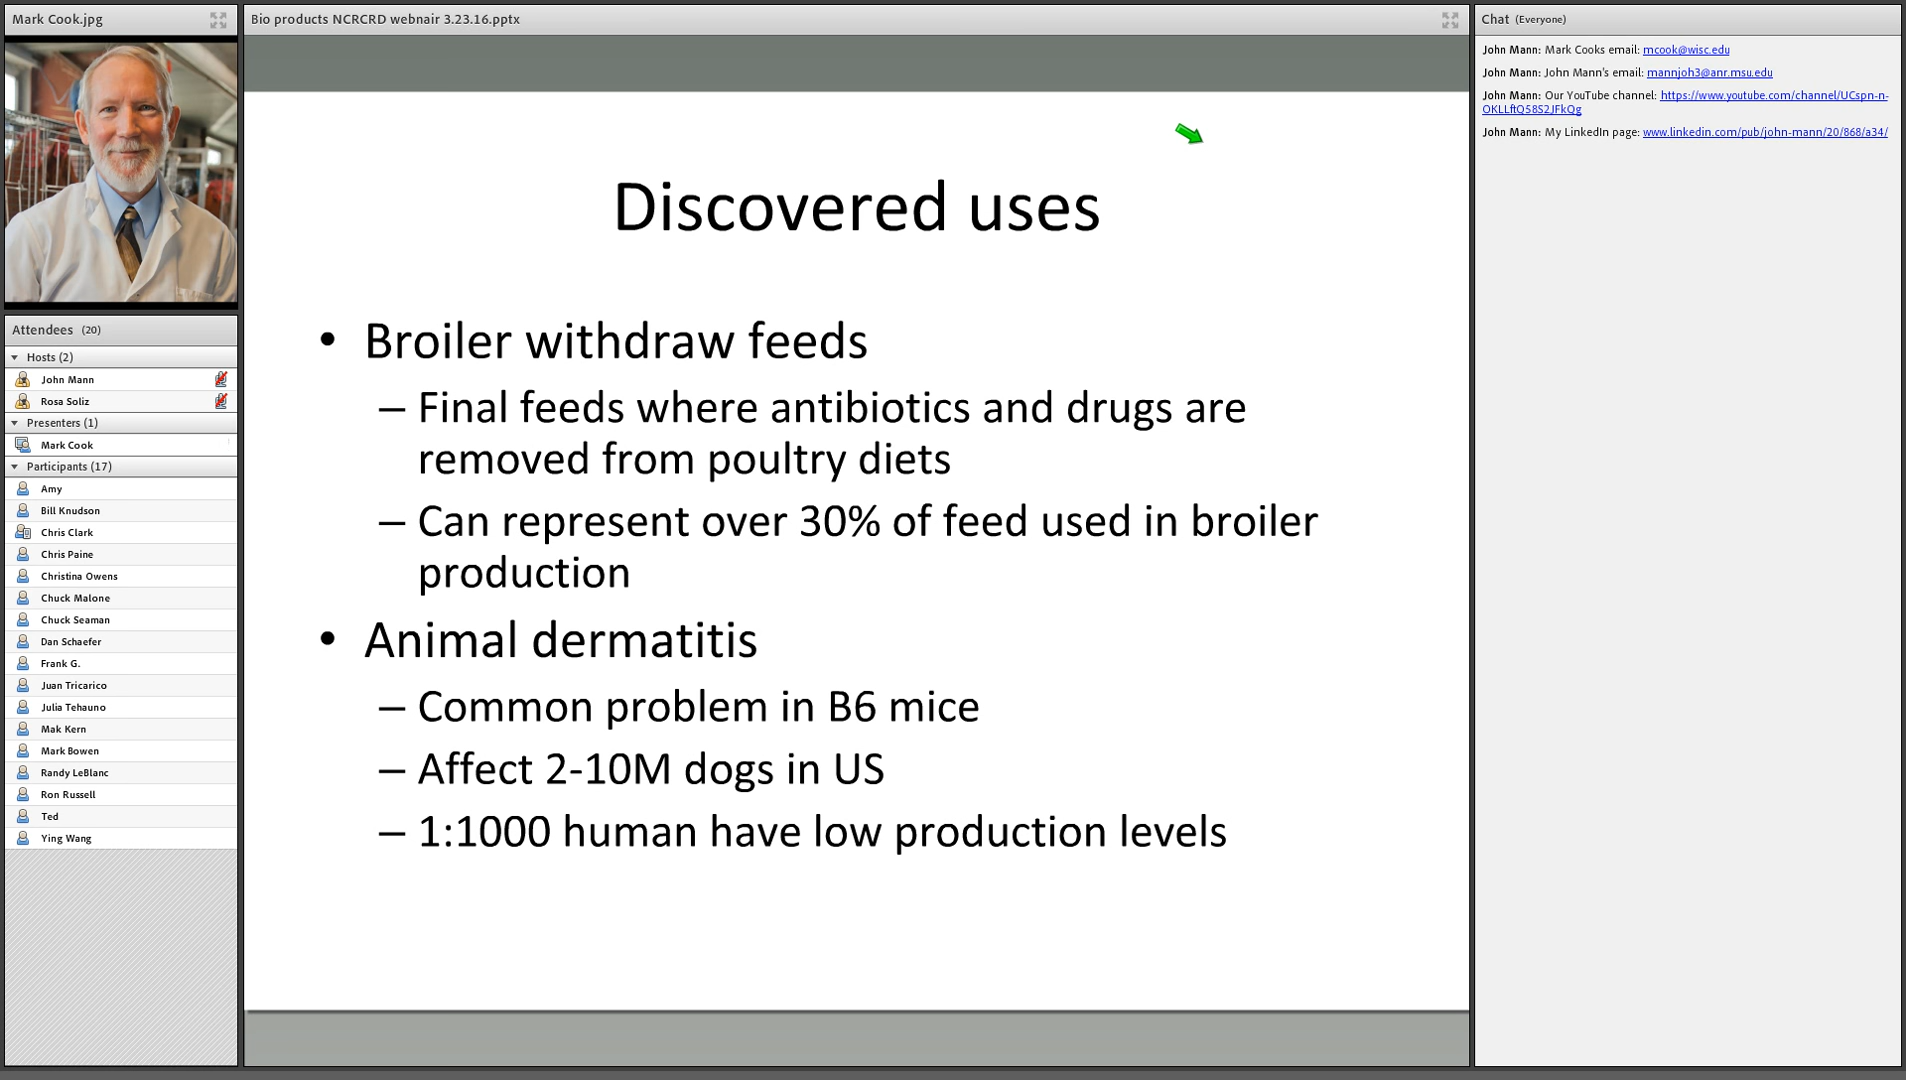 Mark Cook.jpg
Attendees (20)
Hosts (2)
John Mann
Rosa Soliz
Presenters (1)
Mark Cook
Participants (17)
Amy
Bill Knudson
Chris Clark
Chris Paine
Christina Owens
Chuck Malone
Chuck Seaman
Dan Schaefer
Frank G.
Juan Tricarico
Julia Tehauno
Mak Kern
Mark Bowen
Randy LeBlanc
Ron Russell
Ted
Ying Wang
Bio products NCRCRD webnair 3.23.16.pptx
Discovered uses
• Broiler withdraw feeds
– Final feeds where antibiotics and drugs are
removed from poultry diets
– Can represent over 30% of feed used in broiler
production
• Animal dermatitis
– Common problem in B6 mice
– Affect 2-10M dogs in US
– 1:1000 human have low production levels
Chat (Everyone)
John Mann: Mark Cooks email: mcook@wisc.edu
John Mann: John Mann's email: mannjoh3@anr.msu.edu
John Mann: Our YouTube channel: https://www.youtube.com/channel/UCspn-n-
OKLLftQ58S2JFkQg
John Mann: My LinkedIn page: www.linkedin.com/pub/john-mann/20/868/a34/